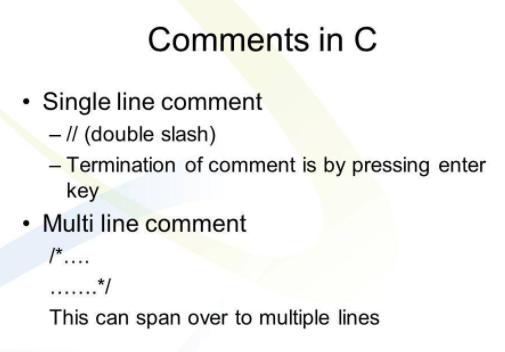 Comments in C
• Single line comment
– // (double slash)
– Termination of comment is by pressing enter
key
• Multi line comment
/*....
.......*/
This can span over to multiple lines